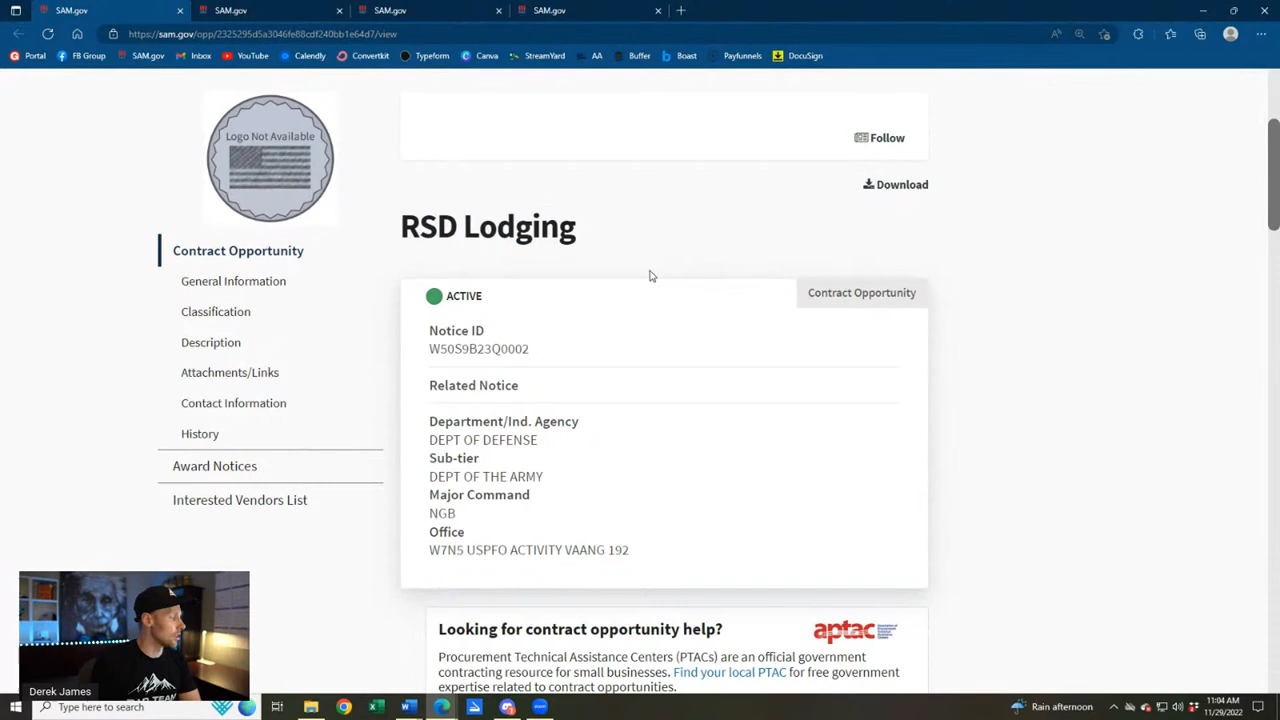 SAM.gov
SAM.gov
SAM.gov
SAM.gov
https://sam.gov/opp/2325295d5a3046fe88cdf240bb1e64d7/view
Portal
FB Group
SAM.gov
Inbox
YouTube
Calendly
Convertkit
Typeform
Canva
StreamYard
AA
Buffer
Boast
Payfunnels
DocuSign
Logo Not Available
Follow
Download
RSD Lodging
Contract Opportunity
General Information
Classification
Description
Attachments/Links
Contact Information
History
Award Notices
Interested Vendors List
ACTIVE
Contract Opportunity
Notice ID
W50S9B23Q0002
Related Notice
Department/Ind. Agency
DEPT OF DEFENSE
Sub-tier
DEPT OF THE ARMY
Major Command
NGB
Office
W7N5 USPFO ACTIVITY VAANG 192
Looking for contract opportunity help?
aptac
Procurement Technical Assistance Centers (PTACs) are an official government
contracting resource for small businesses. Find your local PTAC for free government
expertise related to contract opportunities.
Derek James
Type here to search
Rain afternoon
11:04 AM
11/29/2022